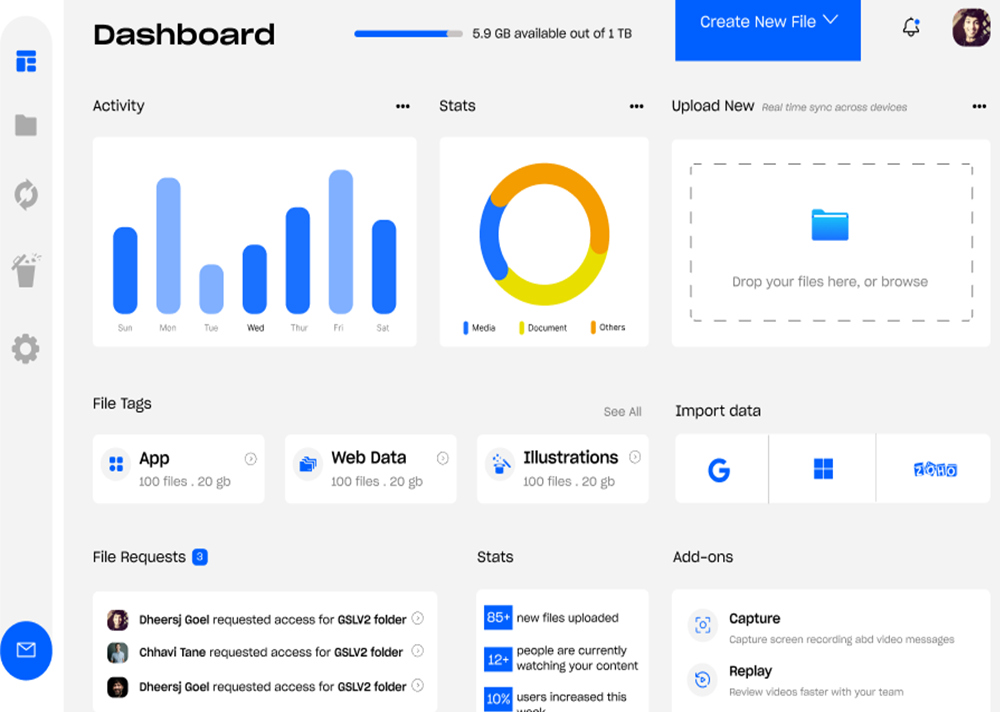 Dashboard
5.9 GB available out of 1 TB
Create New File
Activity
Stats
Upload New Real time sync across devices
Sun Mon Tue Wed Thur Fri Sat
Media Document Others
Drop your files here, or browse
File Tags
See All
Import data
App
100 files . 20 gb
Web Data
100 files . 20 gb
Illustrations
100 files . 20 gb
ZOHO
File Requests 3
Dheersj Goel requested access for GSLV2 folder
Chhavi Tane requested access for GSLV2 folder
Dheersj Goel requested access for GSLV2 folder
Stats
85+ new files uploaded
12+ people are currently
watching your content
10% users increased this
week
Add-ons
Capture
Capture screen recording abd video messages
Replay
Review videos faster with your team